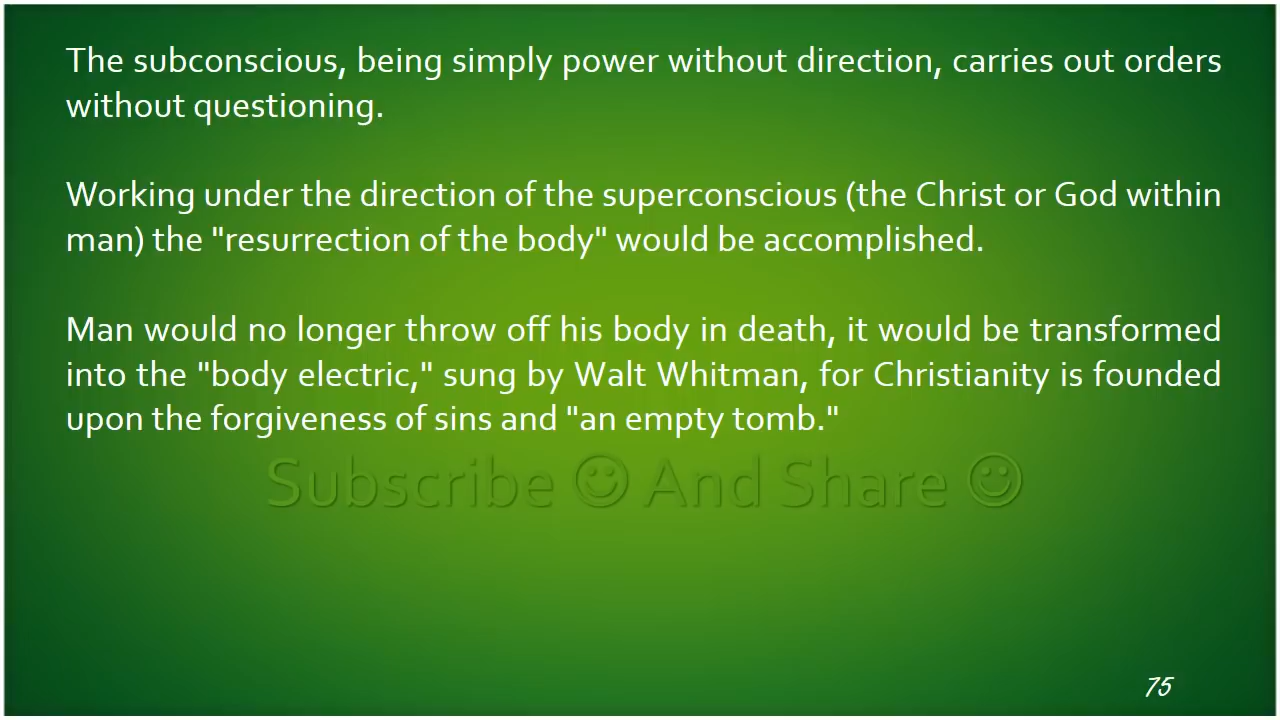 The subconscious, being simply power without direction, carries out orders
without questioning.
Working under the direction of the superconscious (the Christ or God within
man) the "resurrection of the body" would be accomplished.
Man would no longer throw off his body in death, it would be transformed
into the "body electric," sung by Walt Whitman, for Christianity is founded
upon the forgiveness of sins and "an empty tomb."
Subscribe ☺ And Share ☺
75